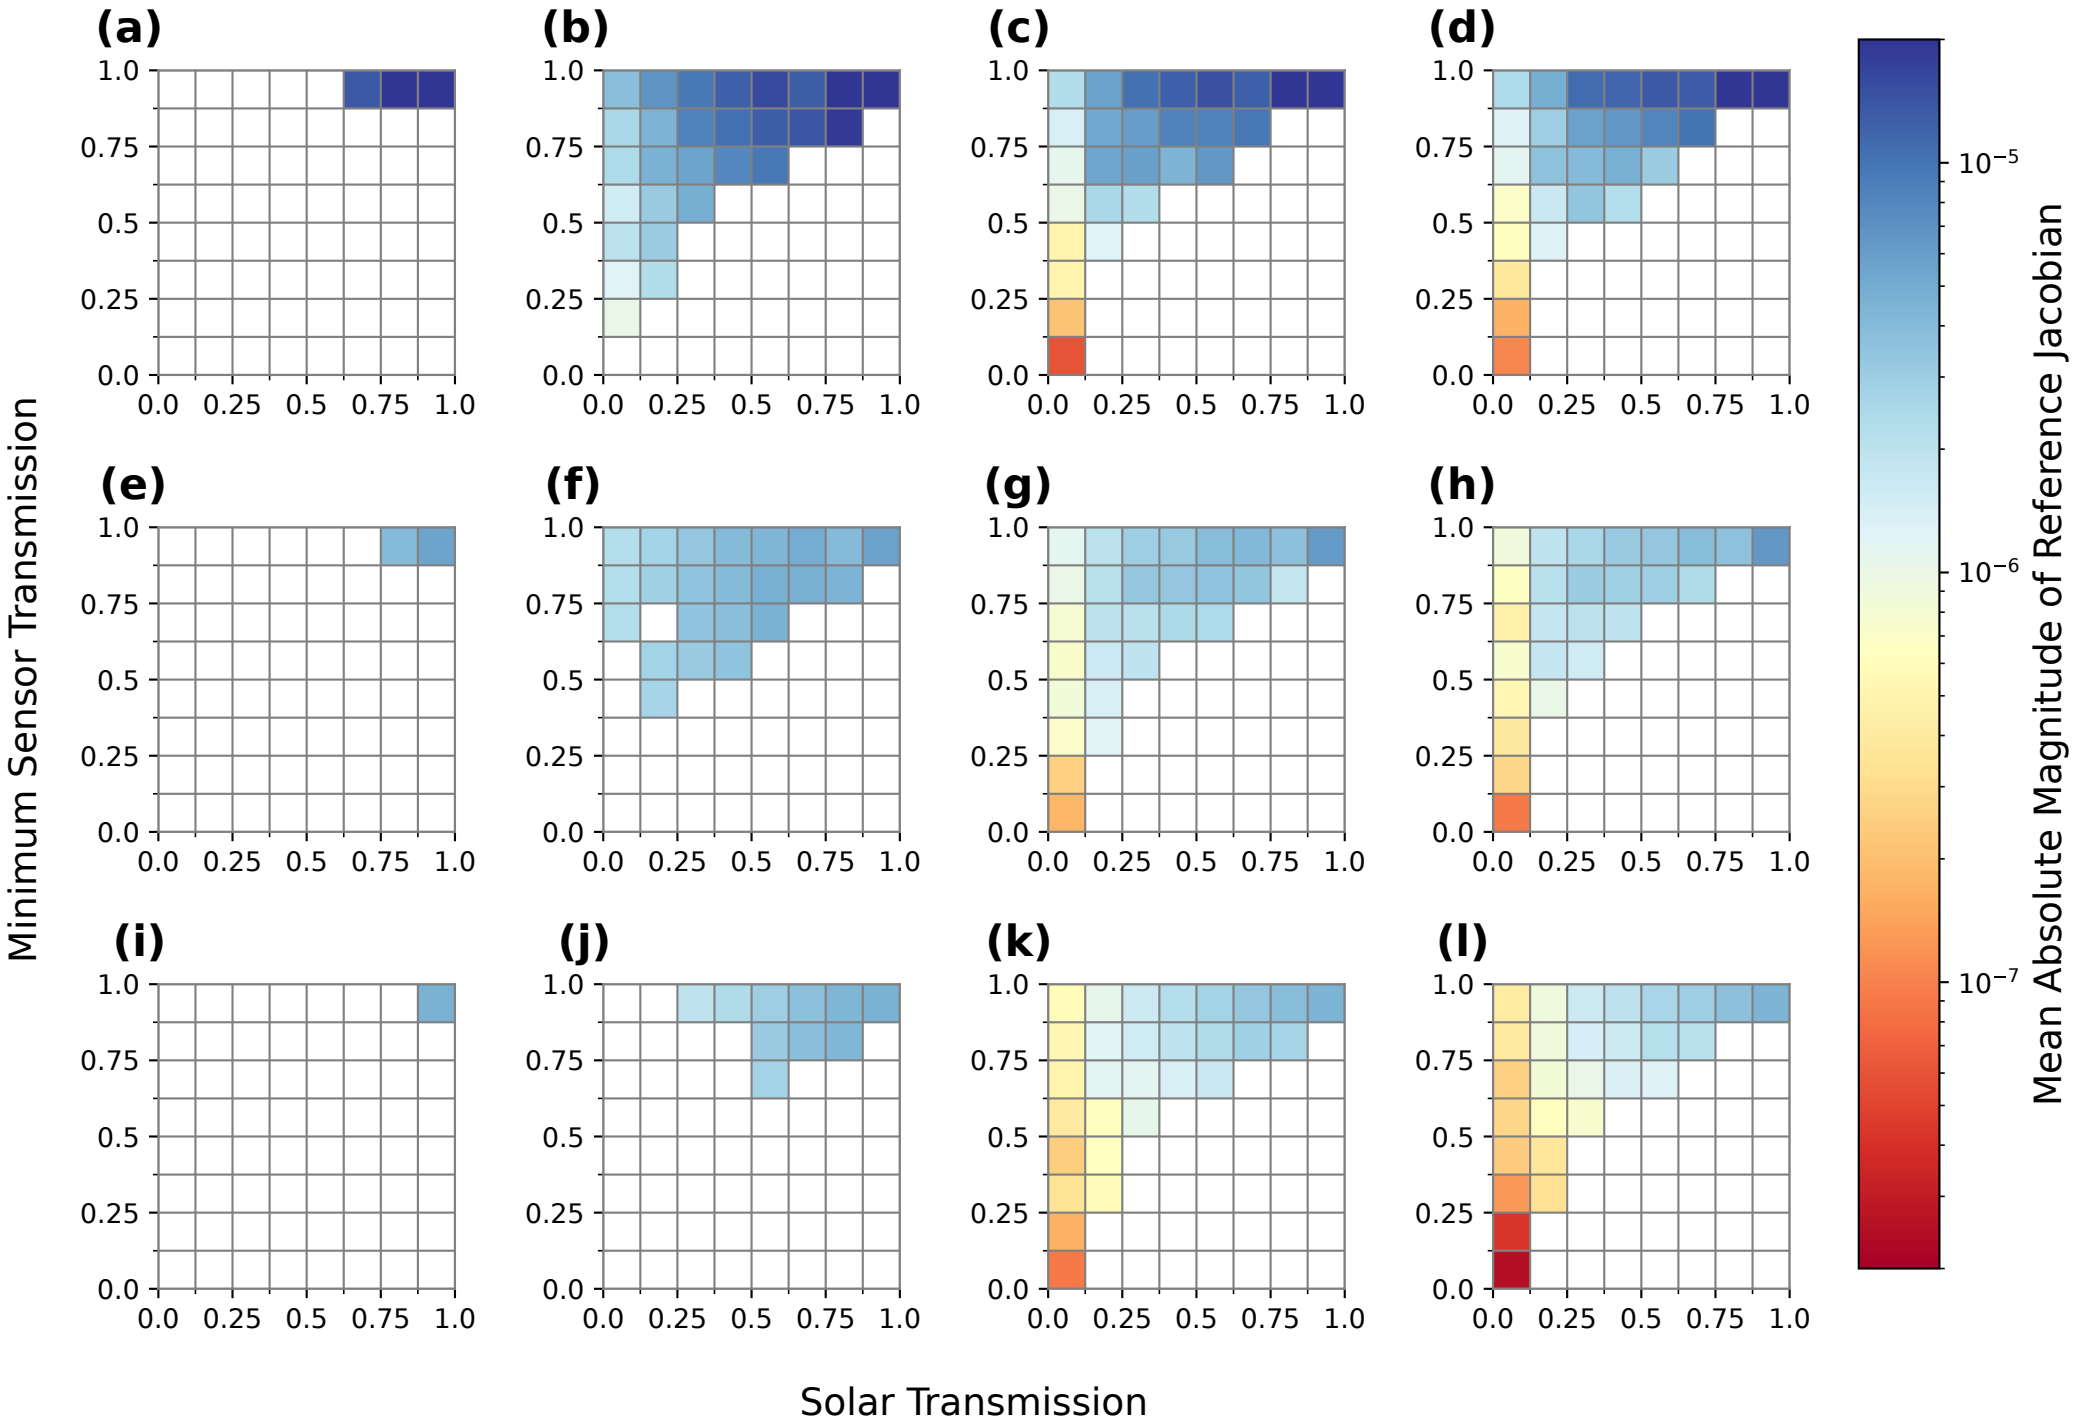 (a) (b) (c) (d)
1.0 1.0 1.0 1.0
0.75 0.75 0.75 0.75
0.5 0.5 0.5 0.5
0.25 0.25 0.25 0.25
0.0 0.0 0.0 0.0
0.0 0.25 0.5 0.75 1.0 0.0 0.25 0.5 0.75 1.0 0.0 0.25 0.5 0.75 1.0 0.0 0.25 0.5 0.75 1.0
(e) (f) (g) (h)
1.0 1.0 1.0 1.0
0.75 0.75 0.75 0.75
0.5 0.5 0.5 0.5
0.25 0.25 0.25 0.25
0.0 0.0 0.0 0.0
0.0 0.25 0.5 0.75 1.0 0.0 0.25 0.5 0.75 1.0 0.0 0.25 0.5 0.75 1.0 0.0 0.25 0.5 0.75 1.0
(i) (j) (k) (l)
1.0 1.0 1.0 1.0
0.75 0.75 0.75 0.75
0.5 0.5 0.5 0.5
0.25 0.25 0.25 0.25
0.0 0.0 0.0 0.0
0.0 0.25 0.5 0.75 1.0 0.0 0.25 0.5 0.75 1.0 0.0 0.25 0.5 0.75 1.0 0.0 0.25 0.5 0.75 1.0
Minimum Sensor Transmission
Solar Transmission
10⁻⁵
10⁻⁶
10⁻⁷
Mean Absolute Magnitude of Reference Jacobian